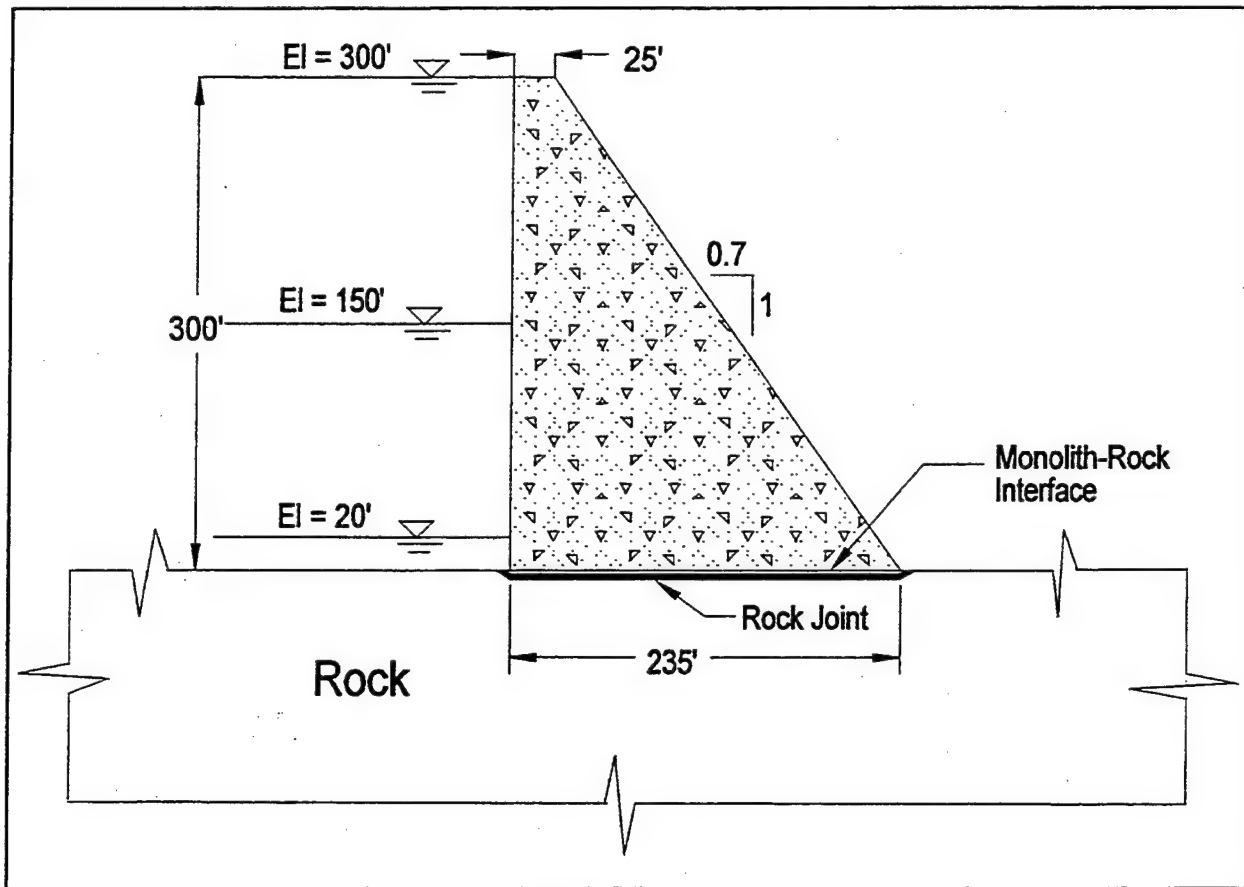 El = 300'
25'
0.7
1
El = 150'
300'
Monolith-Rock
Interface
El = 20'
Rock Joint
235'
Rock